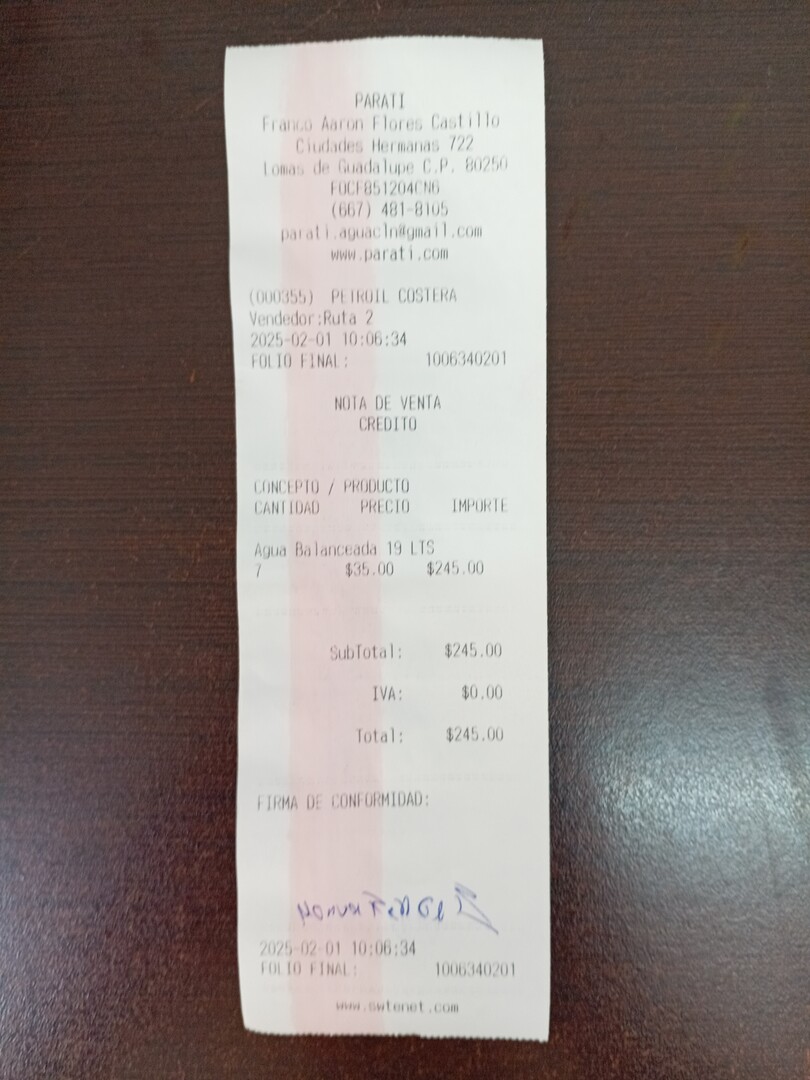 PARATI
Franco Aaron Flores Castillo
Ciudades Hermanas 722
Lomas de Guadalupe C.P. 80250
FOCF851204CN6
(667) 481-8105
parati.aguacln@gmail.com
www.parati.com
(000355) PETROIL COSTERA
Vendedor:Ruta 2
2025-02-01 10:06:34
FOLIO FINAL: 1006340201
NOTA DE VENTA
CREDITO
CONCEPTO / PRODUCTO
CANTIDAD PRECIO IMPORTE
Agua Balanceada 19 LTS
7 $35.00 $245.00
SubTotal: $245.00
IVA: $0.00
Total: $245.00
FIRMA DE CONFORMIDAD:
2025-02-01 10:06:34
FOLIO FINAL: 1006340201
www.swtenet.com